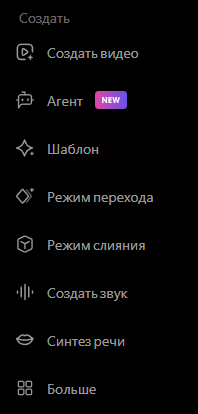 Создать
Создать видео
Агент NEW
Шаблон
Режим перехода
Режим слияния
Создать звук
Синтез речи
Больше